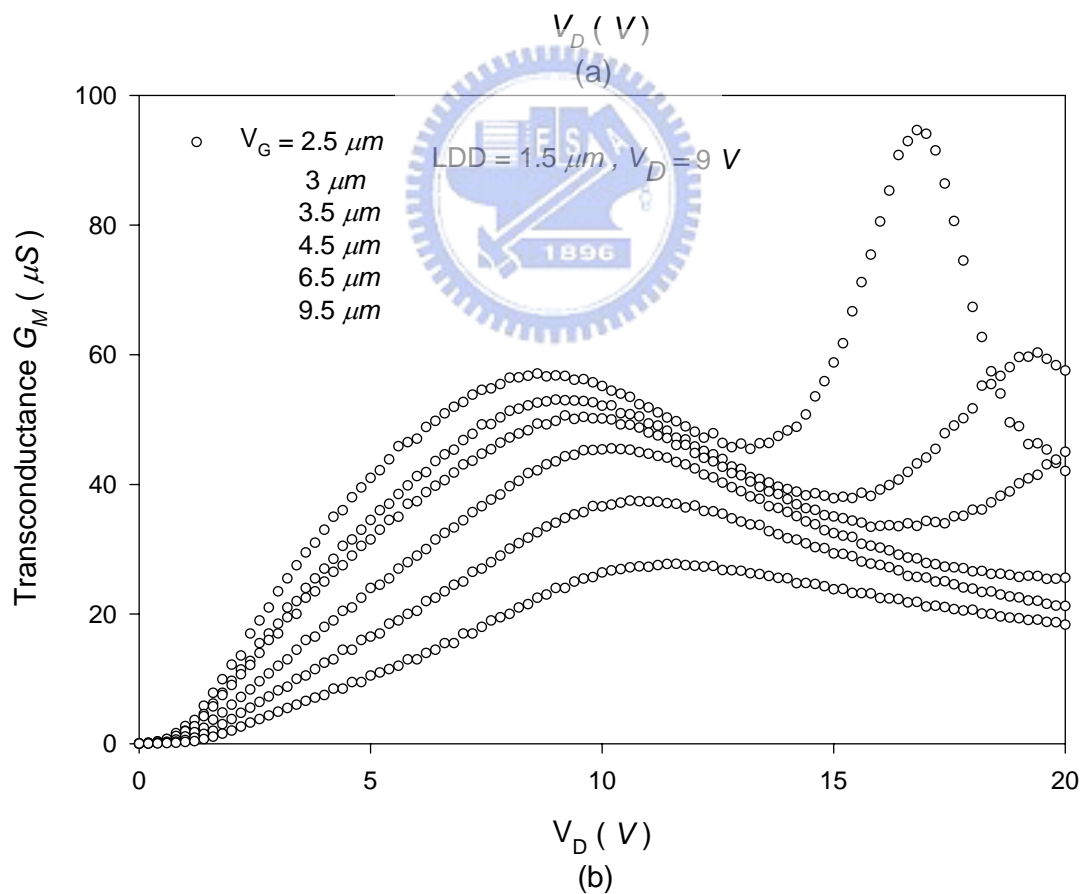 V_D ( V )
(a)
100
80
60
40
20
0
Transconductance G_M ( μS )
V_G = 2.5 μm
3 μm
3.5 μm
4.5 μm
6.5 μm
9.5 μm
LDD = 1.5 μm , V_D = 9 V
E S A
1896
0 5 10 15 20
V_D ( V )
(b)